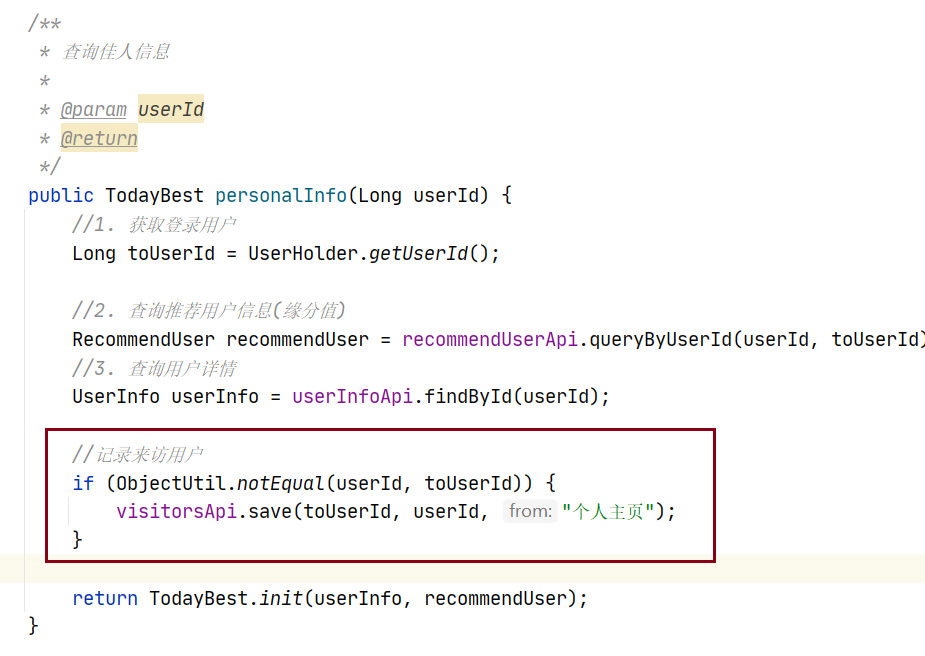 /**
* 查询佳人信息
*
* @param userId
* @return
*/
public TodayBest personalInfo(Long userId) {
//1. 获取登录用户
Long toUserId = UserHolder.getUserId();
//2. 查询推荐用户信息(缘分值)
RecommendUser recommendUser = recommendUserApi.queryByUserId(userId, toUserId)
//3. 查询用户详情
UserInfo userInfo = userInfoApi.findById(userId);
//记录来访用户
if (ObjectUtil.notEqual(userId, toUserId)) {
visitorsApi.save(toUserId, userId, from: "个人主页");
}
return TodayBest.init(userInfo, recommendUser);
}